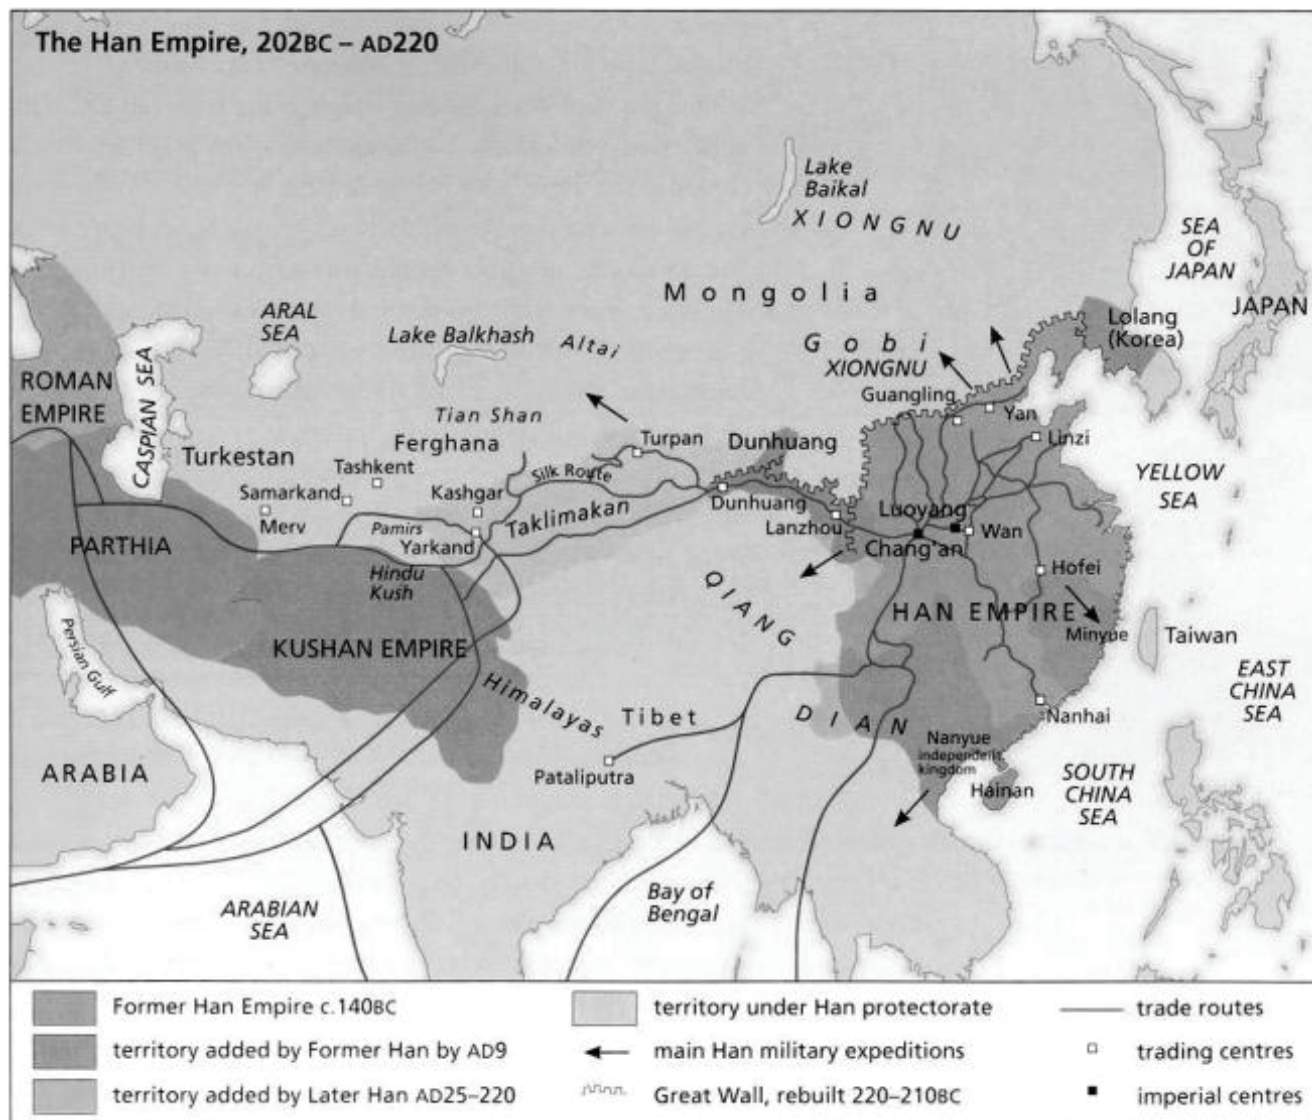 The Han Empire, 202BC – AD220
Lake
Baikal
XIONGNU
SEA
OF
JAPAN
JAPAN
Mongolia
ARAL
SEA
Lake Balkhash
Altai
Gobi
XIONGNU
Lolang
(Korea)
ROMAN
EMPIRE
CASPIAN SEA
Guangling
Yan
Tian Shan
Ferghana
Turpan
Dunhuang
Linzi
Turkestan
Tashkent
Silk Route
YELLOW
SEA
Samarkand
Kashgar
Dunhuang
Merv
Pamirs
Taklimakan
Lanzhou
Luoyang
Wan
PARTHIA
Yarkand
Chang'an
Hindu
Kush
Hofei
QIANG
HAN EMPIRE
Persian Gulf
KUSHAN EMPIRE
Minyue
Taiwan
Himalayas
EAST
CHINA
SEA
Tibet
DIAN
Nanhai
Nanyue
independent
kingdom
ARABIA
Pataliputra
Hainan
SOUTH
CHINA
SEA
INDIA
ARABIAN
SEA
Bay of
Bengal
Former Han Empire c.140BC
territory added by Former Han by AD9
territory added by Later Han AD25–220
territory under Han protectorate
main Han military expeditions
Great Wall, rebuilt 220–210BC
trade routes
trading centres
imperial centres